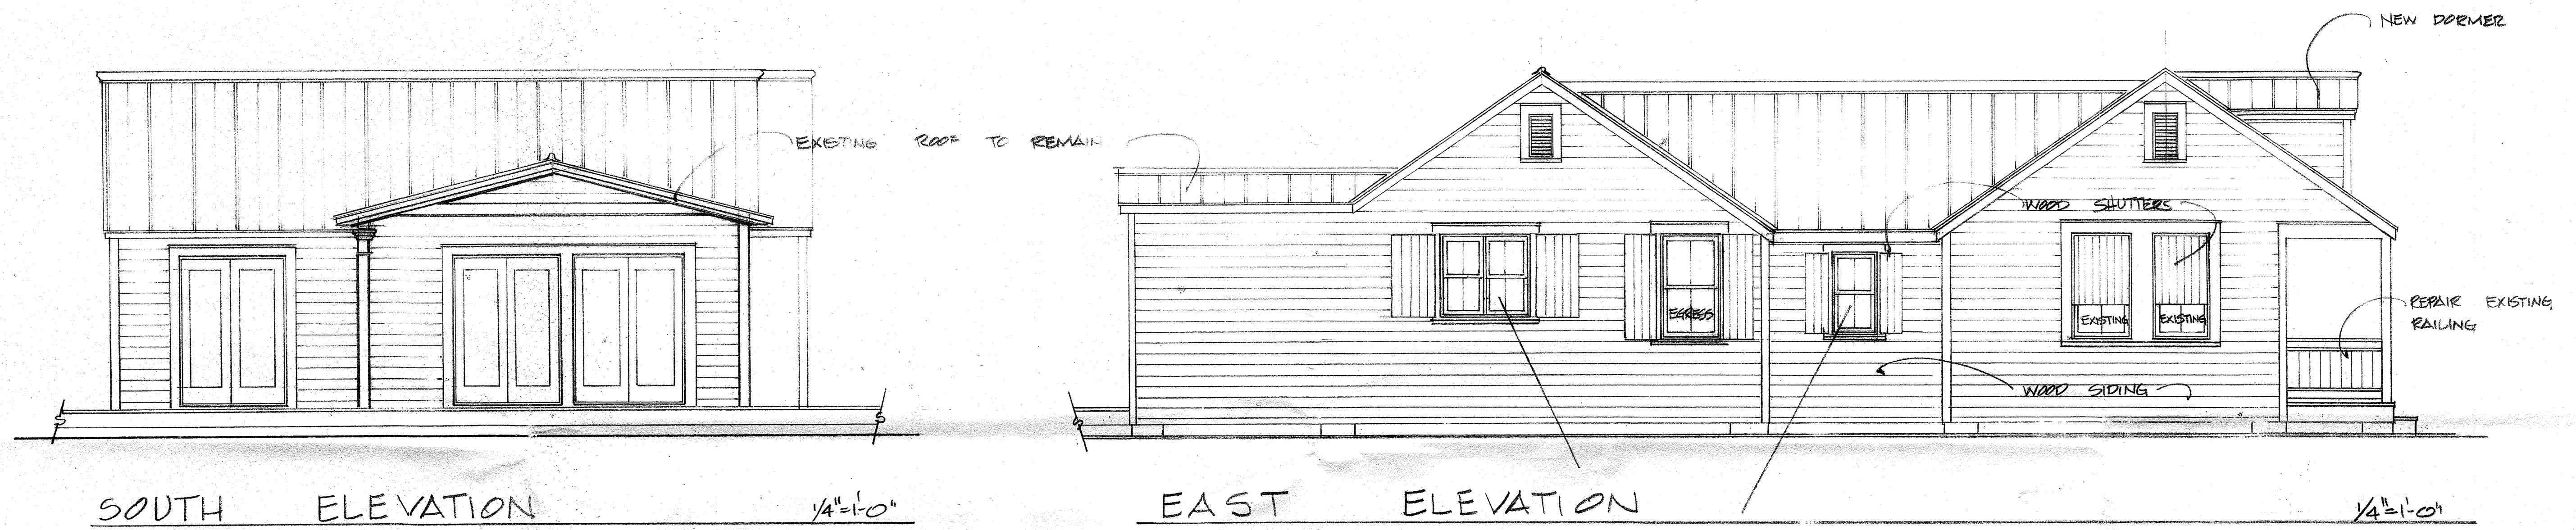 NEW DORMER
EXISTING ROOF TO REMAIN
WOOD SHUTTERS
EGRESS
EXISTING
EXISTING
REPAIR EXISTING
RAILING
WOOD SIDING
SOUTH ELEVATION
1/4"=1'-0"
EAST ELEVATION
1/4"=1'-0"